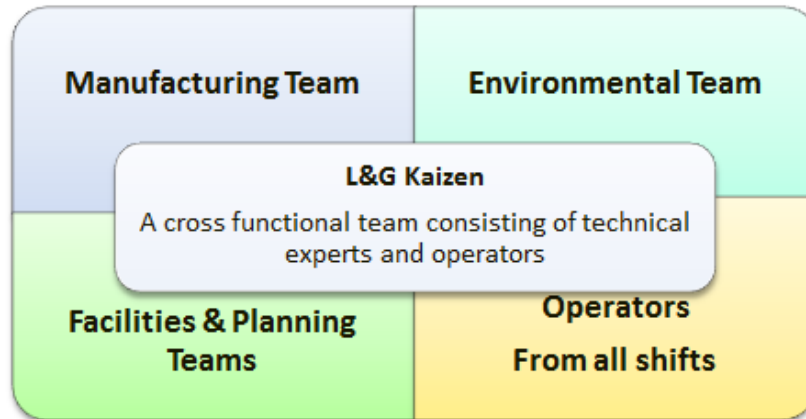 Manufacturing Team
Environmental Team
L&G Kaizen
A cross functional team consisting of technical
experts and operators
Facilities & Planning
Teams
Operators
From all shifts